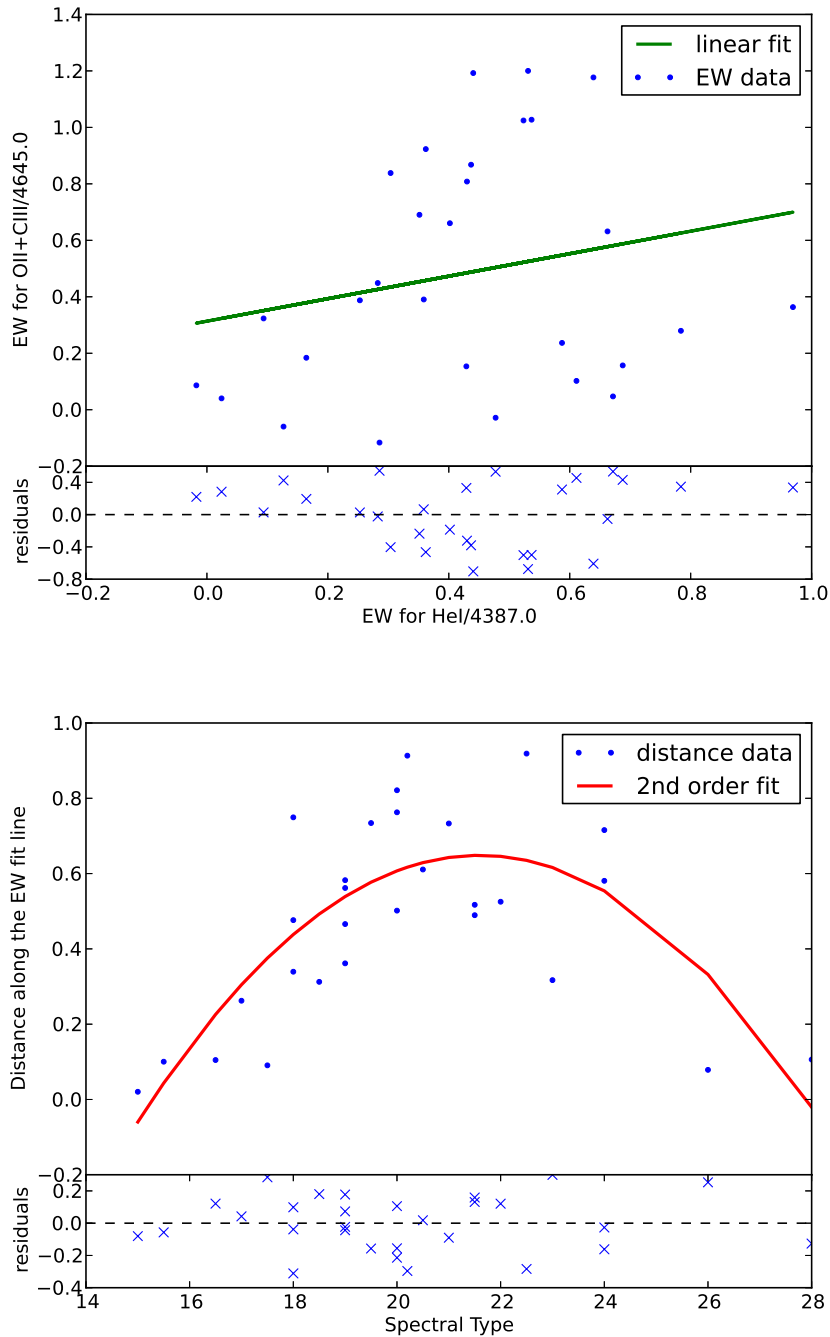 1.4
1.2
1.0
0.8
0.6
0.4
0.2
0.0
−0.2
EW for OII+CIII/4645.0
linear fit
EW data
0.4
0.0
−0.4
−0.8
residuals
−0.2 0.0 0.2 0.4 0.6 0.8 1.0
EW for HeI/4387.0
1.0
0.8
0.6
0.4
0.2
0.0
−0.2
Distance along the EW fit line
distance data
2nd order fit
0.2
0.0
−0.2
−0.4
residuals
14 16 18 20 22 24 26 28
Spectral Type